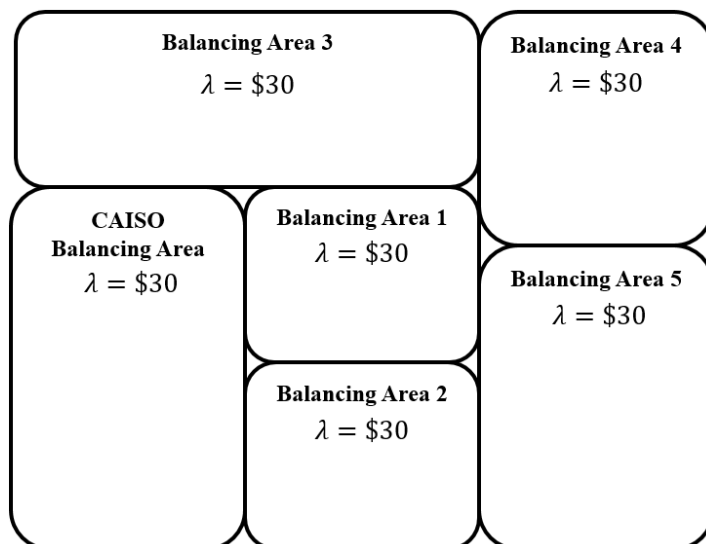 Balancing Area 3
λ = $30
Balancing Area 4
λ = $30
CAISO
Balancing Area
λ = $30
Balancing Area 1
λ = $30
Balancing Area 5
λ = $30
Balancing Area 2
λ = $30